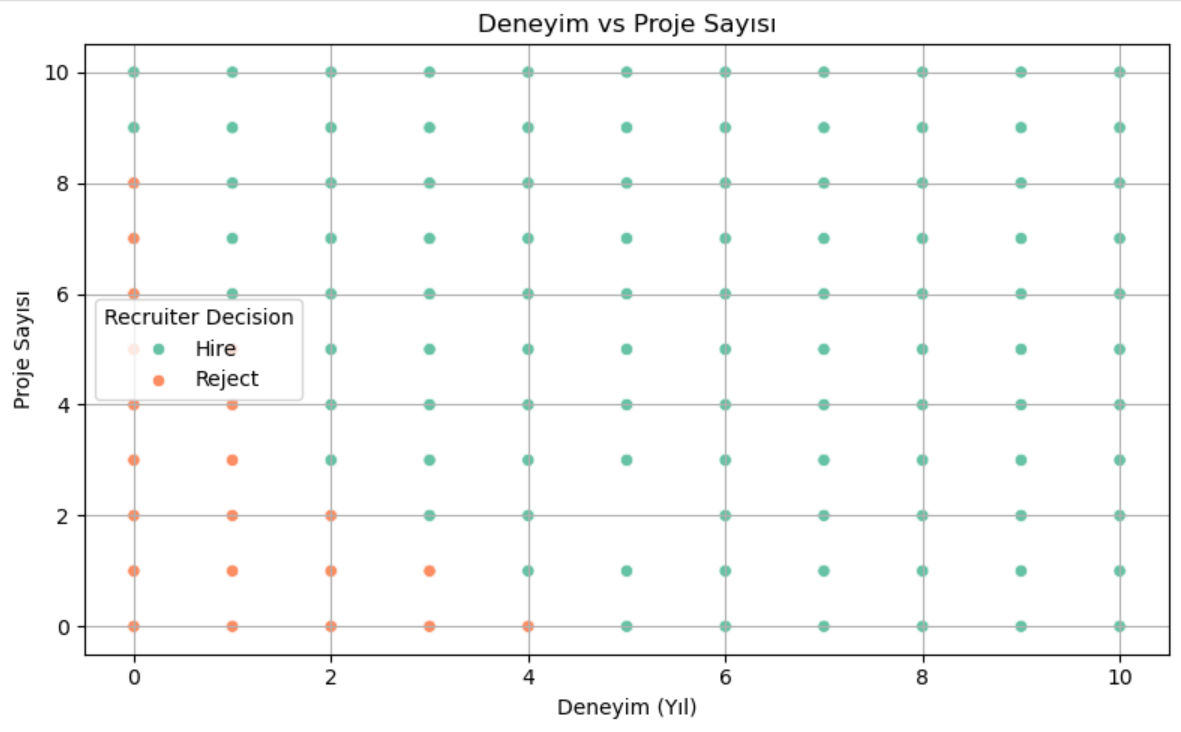 Deneyim vs Proje Sayısı
10
8
6
4
2
0
Proje Sayısı
Recruiter Decision
Hire
Reject
0 2 4 6 8 10
Deneyim (Yıl)